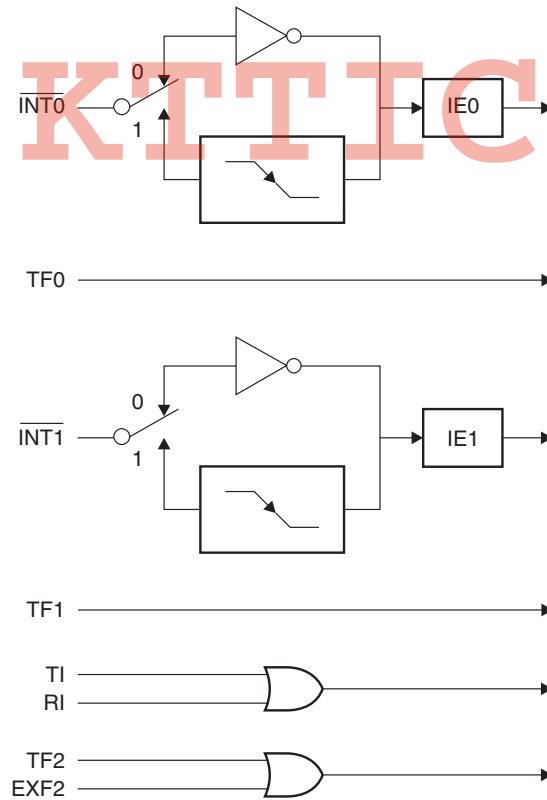 0
INT0
KTTIC
IE0
1
TF0
0
INT1
IE1
1
TF1
TI
RI
TF2
EXF2